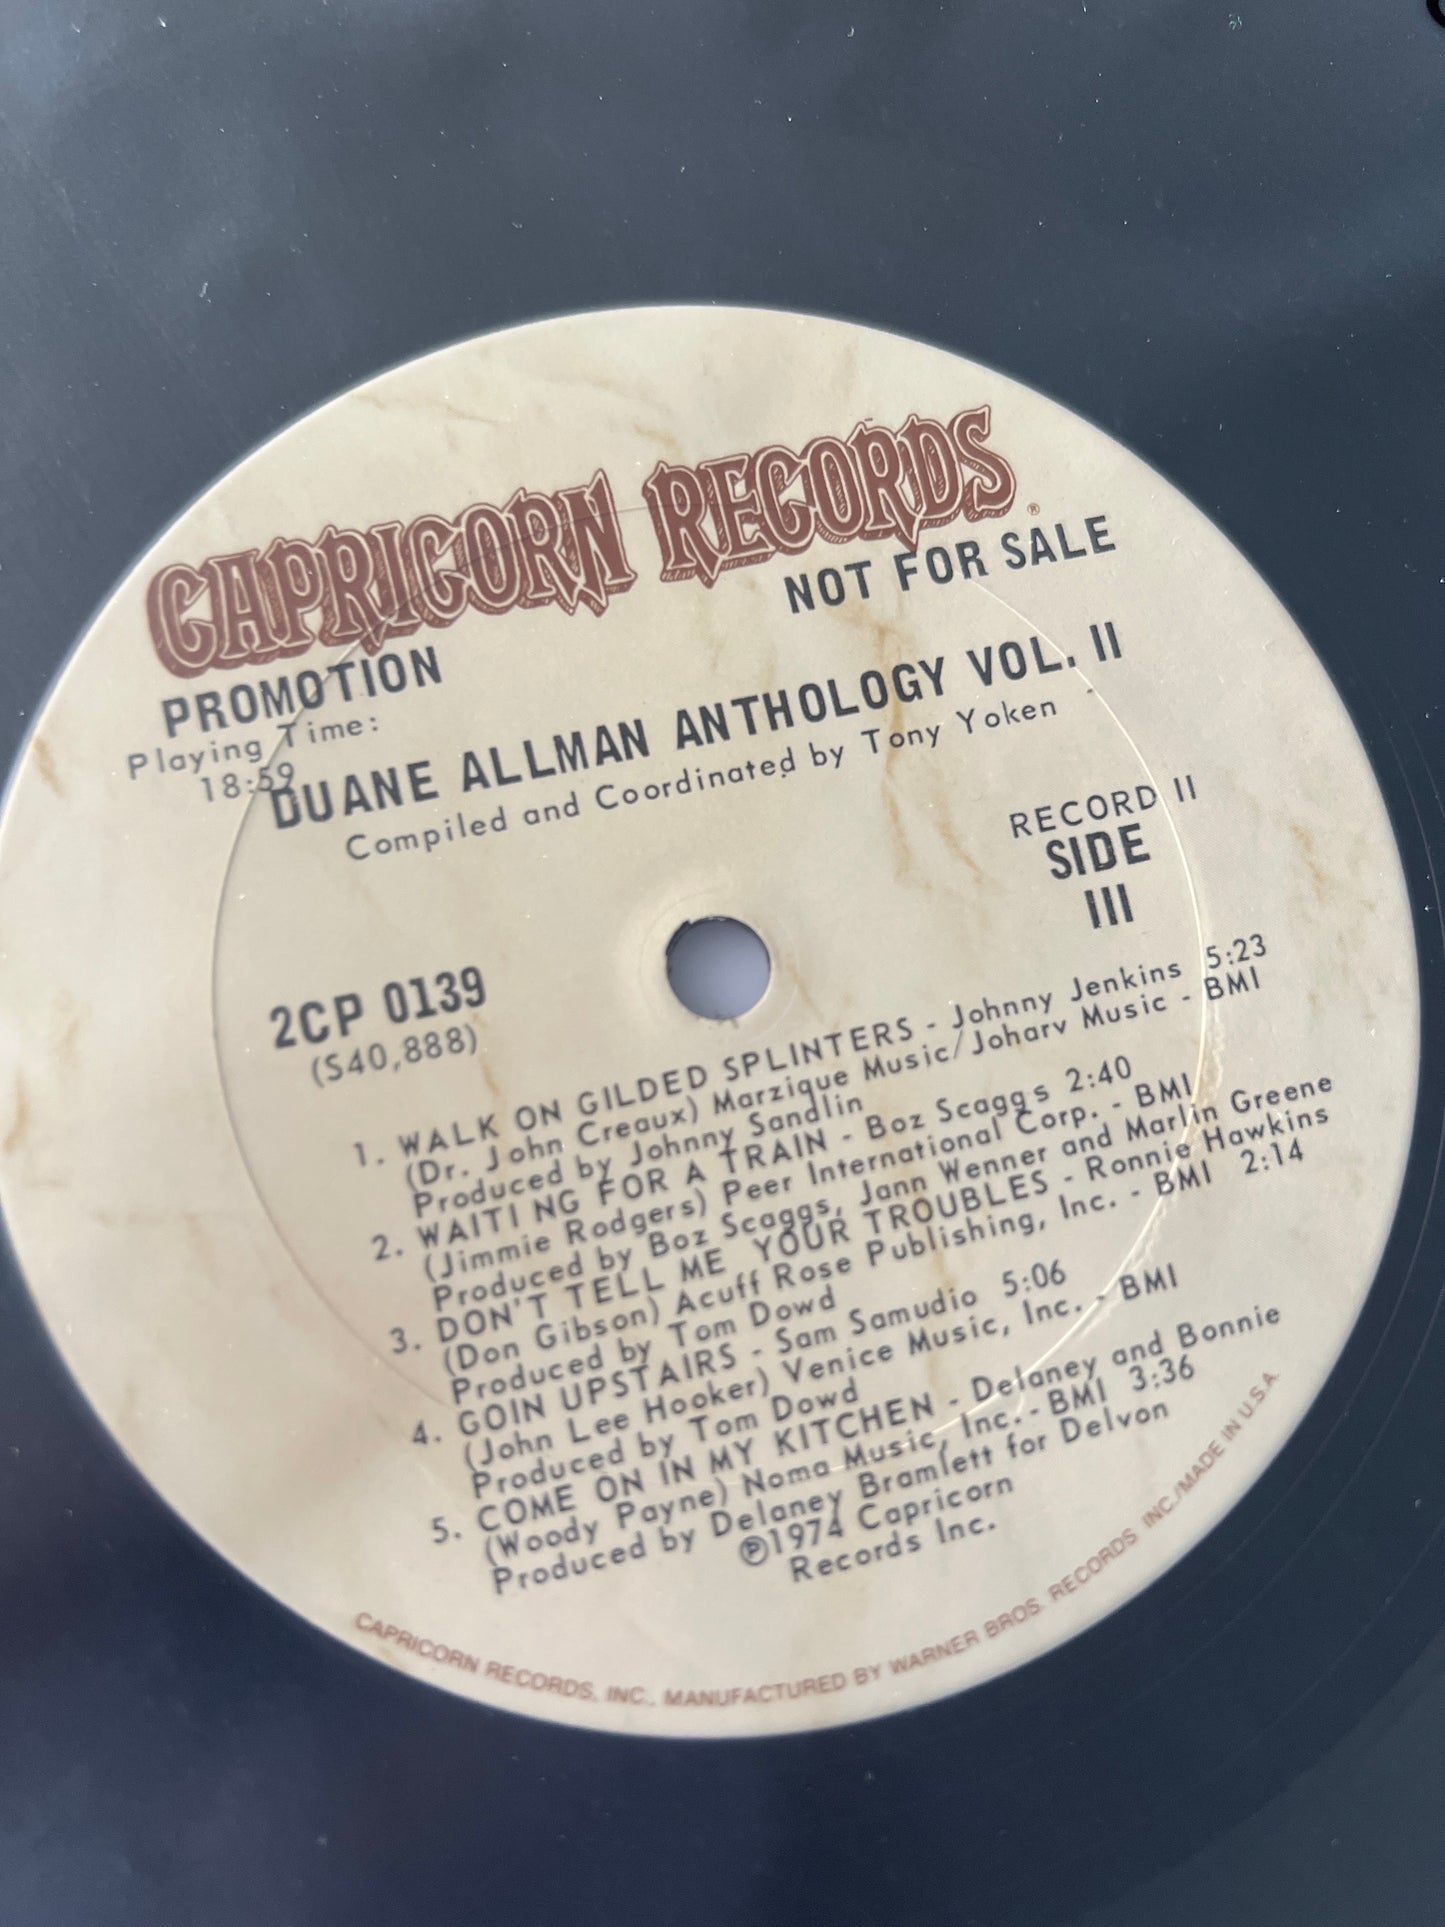 CAPRICORN RECORDS®
NOT FOR SALE
PROMOTION
Playing Time:
18:59
DUANE ALLMAN ANTHOLOGY VOL. II
Compiled and Coordinated by Tony Yoken
RECORD II
SIDE
III
2CP 0139
(S40,888)
1. WALK ON GILDED SPLINTERS - Johnny Jenkins 5:23
(Dr. John Creaux) Marzique Music/Joharv Music - BMI
Produced by Johnny Sandlin
2. WAITING FOR A TRAIN - Boz Scaggs 2:40
(Jimmie Rodgers) Peer International Corp. - BMI
Produced by Boz Scaggs, Jann Wenner and Marlin Greene
3. DON'T TELL ME YOUR TROUBLES - Ronnie Hawkins
(Don Gibson) Acuff Rose Publishing, Inc. - BMI 2:14
Produced by Tom Dowd
4. GOIN UPSTAIRS - Sam Samudio 5:06
(John Lee Hooker) Venice Music, Inc. - BMI
Produced by Tom Dowd
5. COME ON IN MY KITCHEN - Delaney and Bonnie
(Woody Payne) Noma Music, Inc. - BMI 3:36
Produced by Delaney Bramlett for Delvon
℗1974 Capricorn
Records Inc.
CAPRICORN RECORDS, INC., MANUFACTURED BY WARNER BROS. RECORDS INC./MADE IN U.S.A.